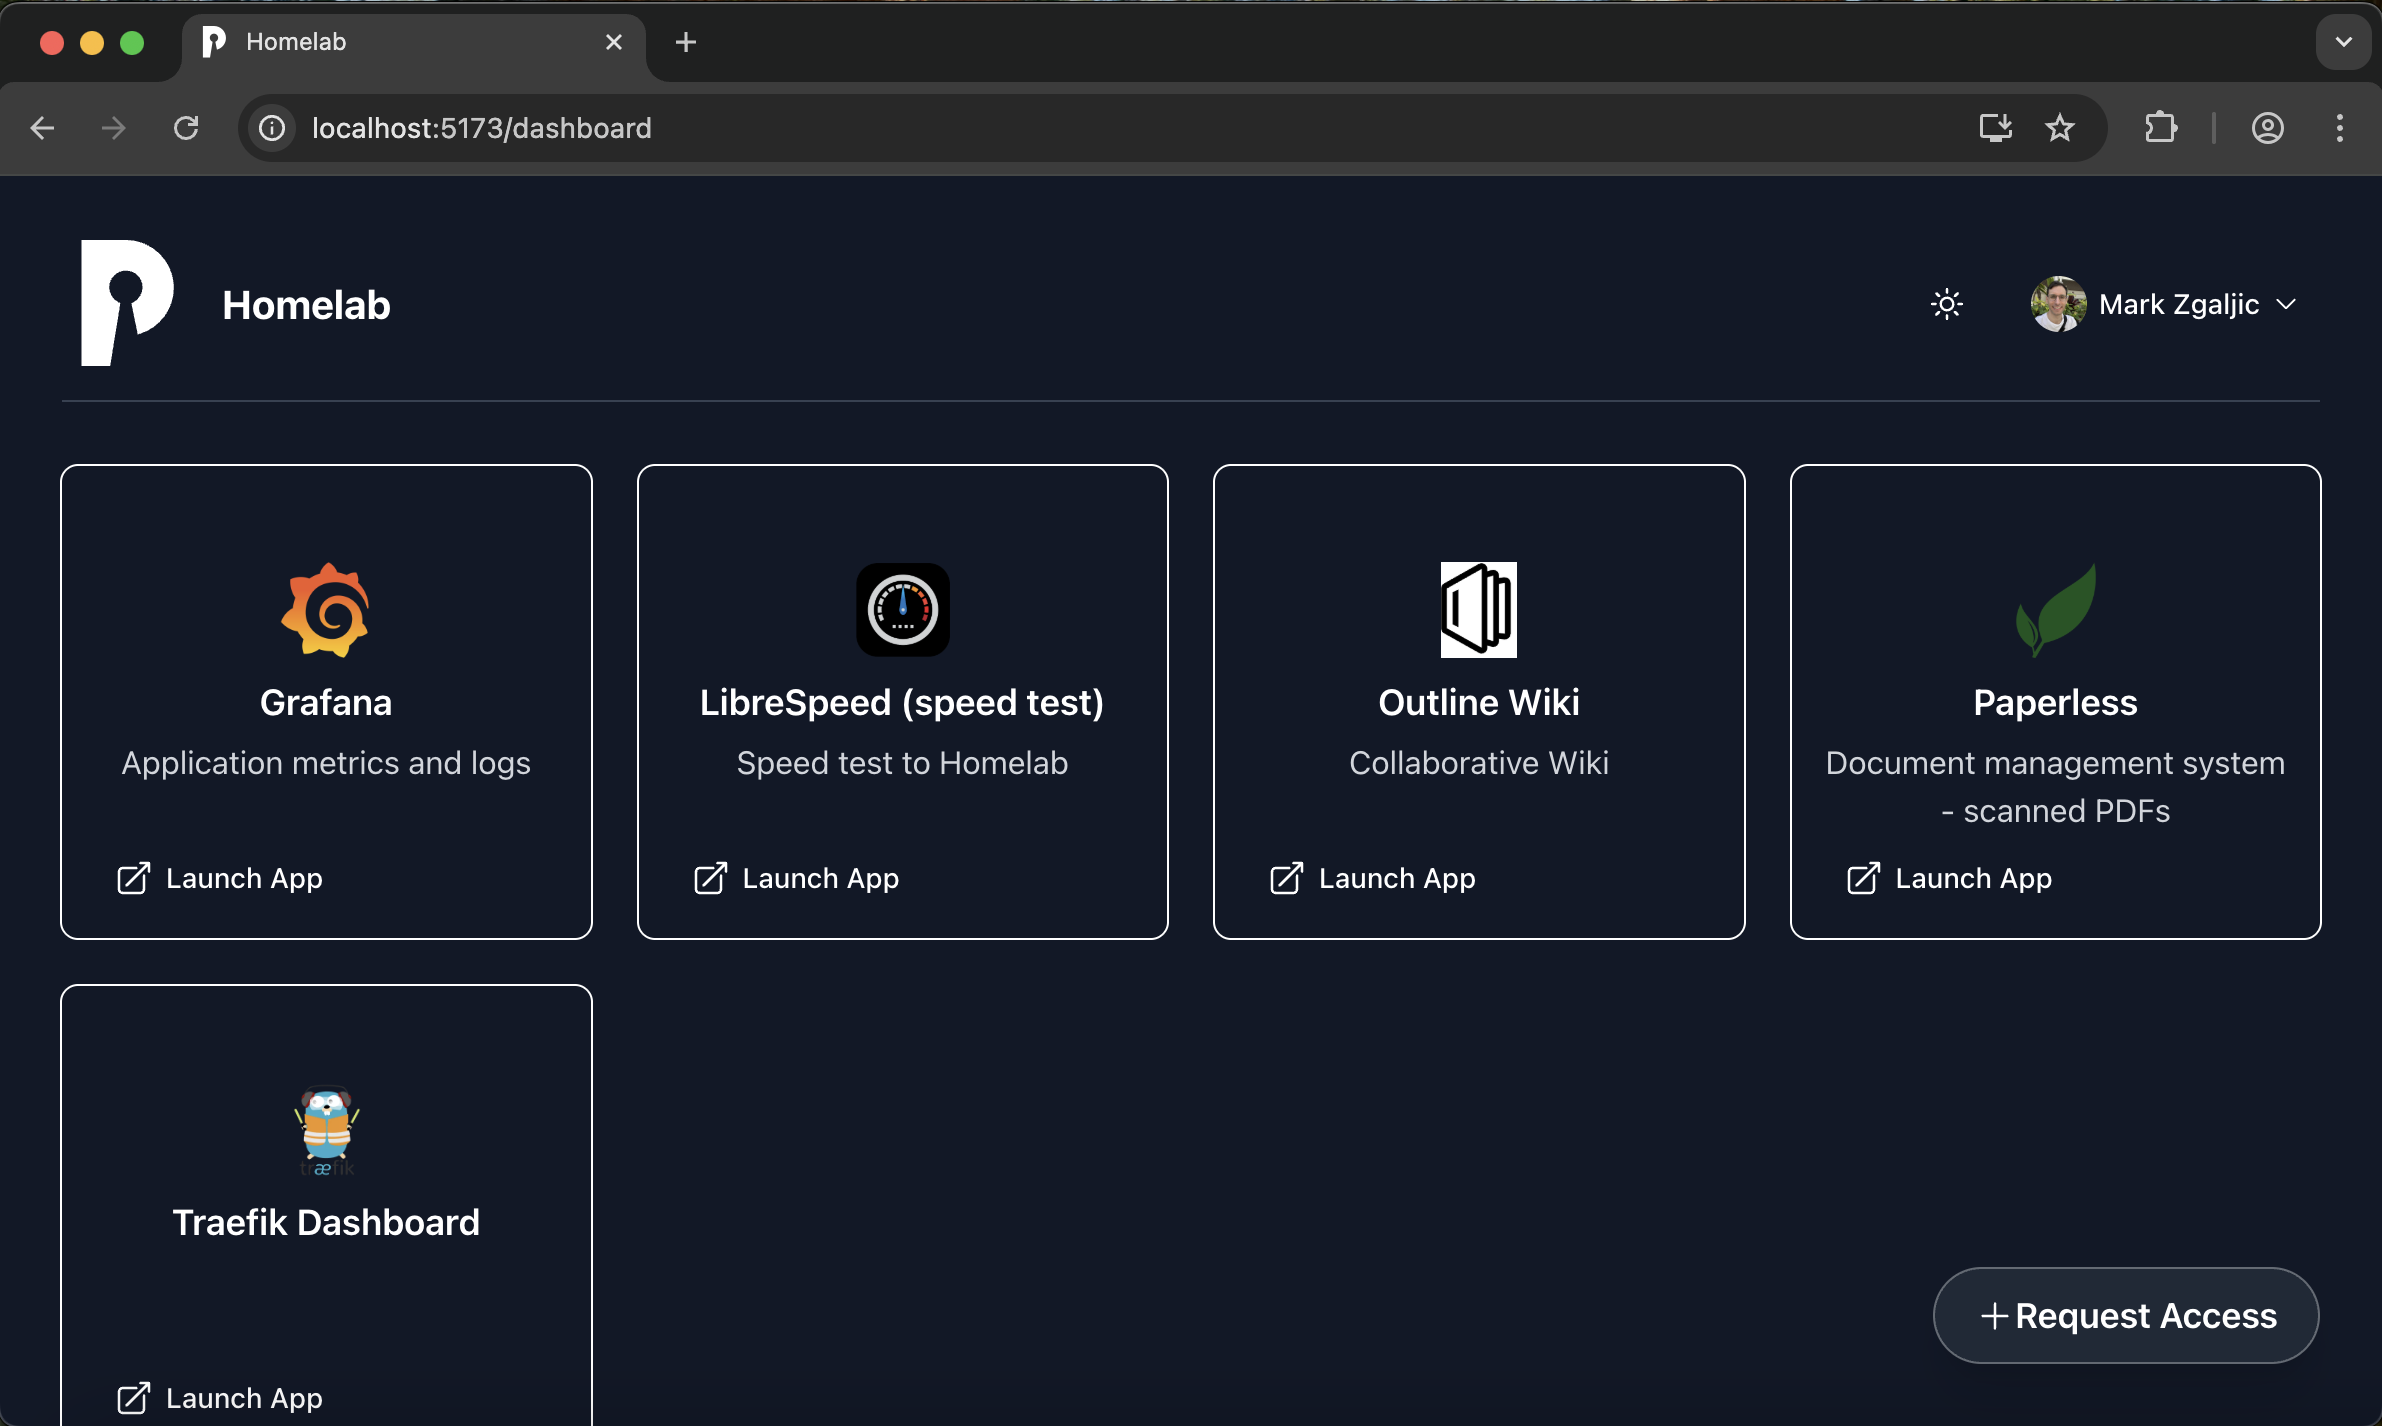 Homelab
localhost:5173/dashboard
Homelab
Mark Zgaljic
Grafana
Application metrics and logs
Launch App
LibreSpeed (speed test)
Speed test to Homelab
Launch App
Outline Wiki
Collaborative Wiki
Launch App
Paperless
Document management system
- scanned PDFs
Launch App
træfik
Traefik Dashboard
Launch App
Request Access